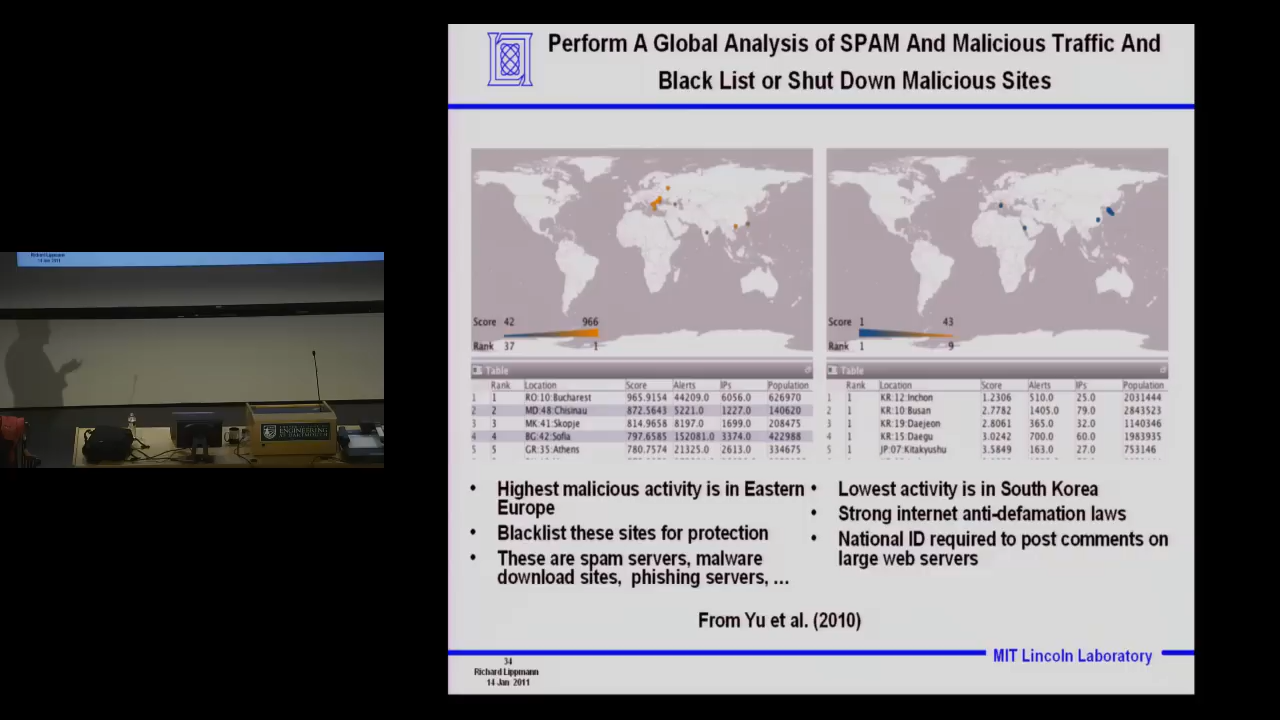 Perform A Global Analysis of SPAM And Malicious Traffic And
Black List or Shut Down Malicious Sites
Score 42 966
Rank 37 1
Table
Rank Location Score Alerts IPs Population
1 1 RO:10:Bucharest 965.9154 44209.0 6056.0 626970
2 2 MD:48:Chisinau 872.5643 5221.0 1227.0 140620
3 3 MK:41:Skopje 814.9658 8197.0 1699.0 208475
4 4 BG:42:Sofia 797.6585 152081.0 3374.0 422988
5 5 GR:35:Athens 780.7574 21325.0 2613.0 334675
Score 1 43
Rank 1 9
Table
Rank Location Score Alerts IPs Population
1 1 KR:12:Inchon 1.2306 510.0 25.0 2031444
2 1 KR:10:Busan 2.7782 1405.0 79.0 2843523
3 1 KR:19:Daejeon 2.8061 365.0 32.0 1140346
4 1 KR:15:Daegu 3.0242 700.0 60.0 1983935
5 1 JP:07:Kitakyushu 3.5849 163.0 27.0 753146
• Highest malicious activity is in Eastern
Europe
• Blacklist these sites for protection
• These are spam servers, malware
download sites, phishing servers, ...
• Lowest activity is in South Korea
• Strong internet anti-defamation laws
• National ID required to post comments on
large web servers
From Yu et al. (2010)
34
Richard Lippmann
14 Jan 2011
MIT Lincoln Laboratory
Richard Lippmann
14 Jan 2011
ENGINEERING
AT DARTMOUTH